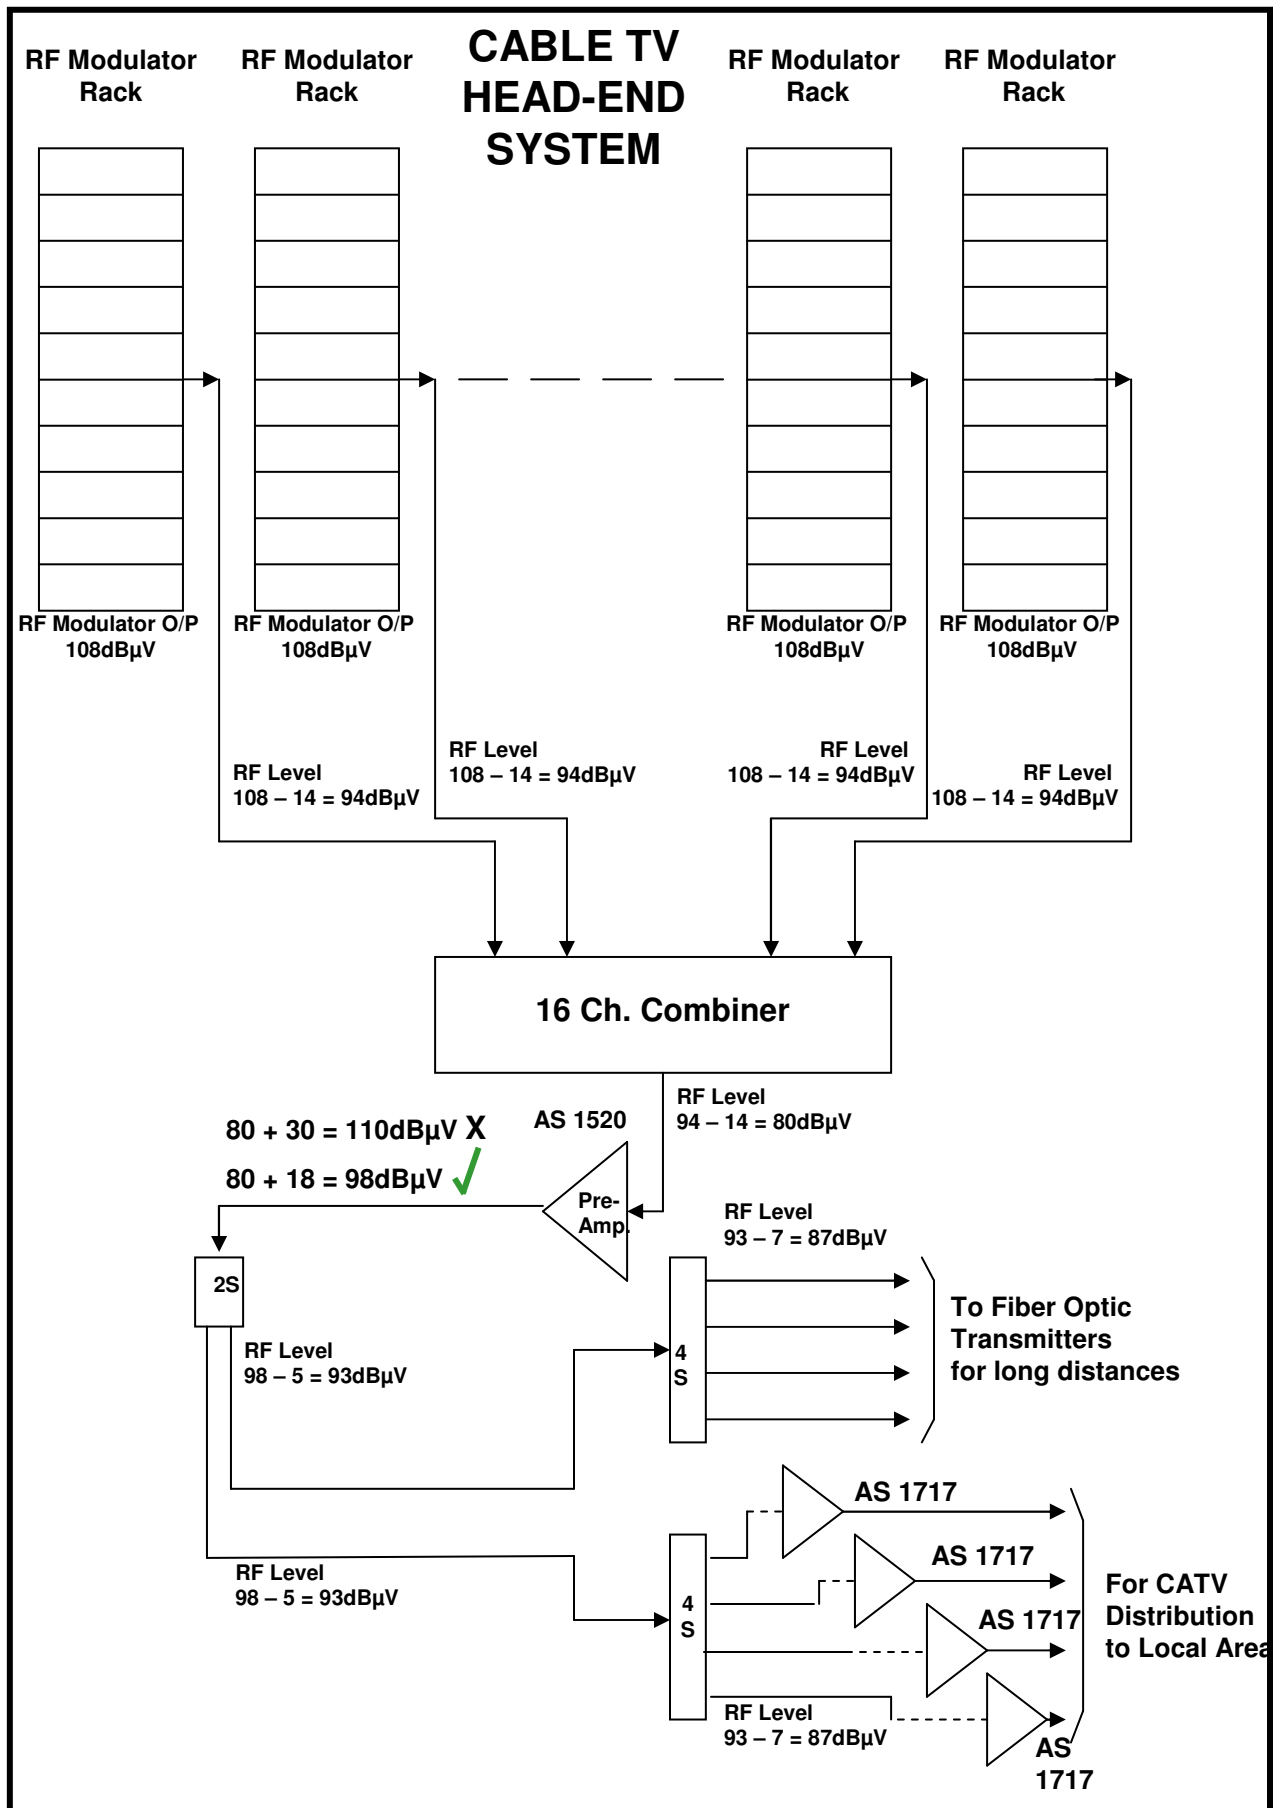 CABLE TV
HEAD-END
SYSTEM
RF Modulator
Rack
RF Modulator
Rack
RF Modulator
Rack
RF Modulator
Rack
RF Modulator O/P
108dBµV
RF Modulator O/P
108dBµV
RF Modulator O/P
108dBµV
RF Modulator O/P
108dBµV
RF Level
108 – 14 = 94dBµV
RF Level
108 – 14 = 94dBµV
RF Level
108 – 14 = 94dBµV
RF Level
108 – 14 = 94dBµV
16 Ch. Combiner
RF Level
94 – 14 = 80dBµV
AS 1520
80 + 30 = 110dBµV X
80 + 18 = 98dBµV ✓
Pre-
Amp.
RF Level
93 – 7 = 87dBµV
2S
RF Level
98 – 5 = 93dBµV
4
S
To Fiber Optic
Transmitters
for long distances
RF Level
98 – 5 = 93dBµV
4
S
AS 1717
AS 1717
AS 1717
AS
1717
For CATV
Distribution
to Local Area
RF Level
93 – 7 = 87dBµV